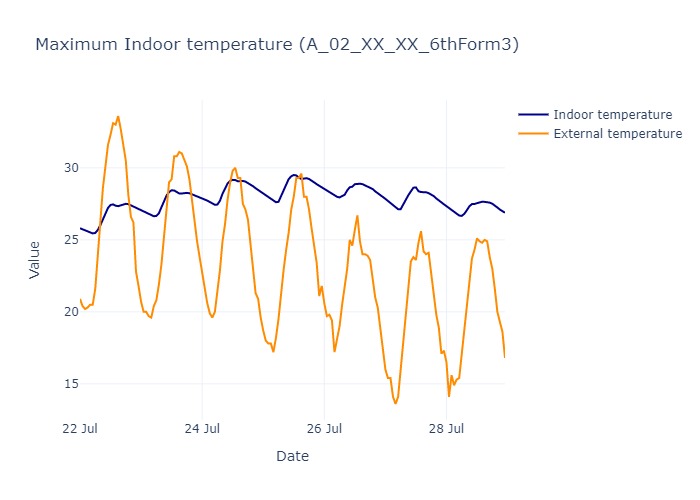 Maximum Indoor temperature (A_02_XX_XX_6thForm3)
Indoor temperature
External temperature
30
25
20
15
Value
22 Jul
24 Jul
26 Jul
28 Jul
Date